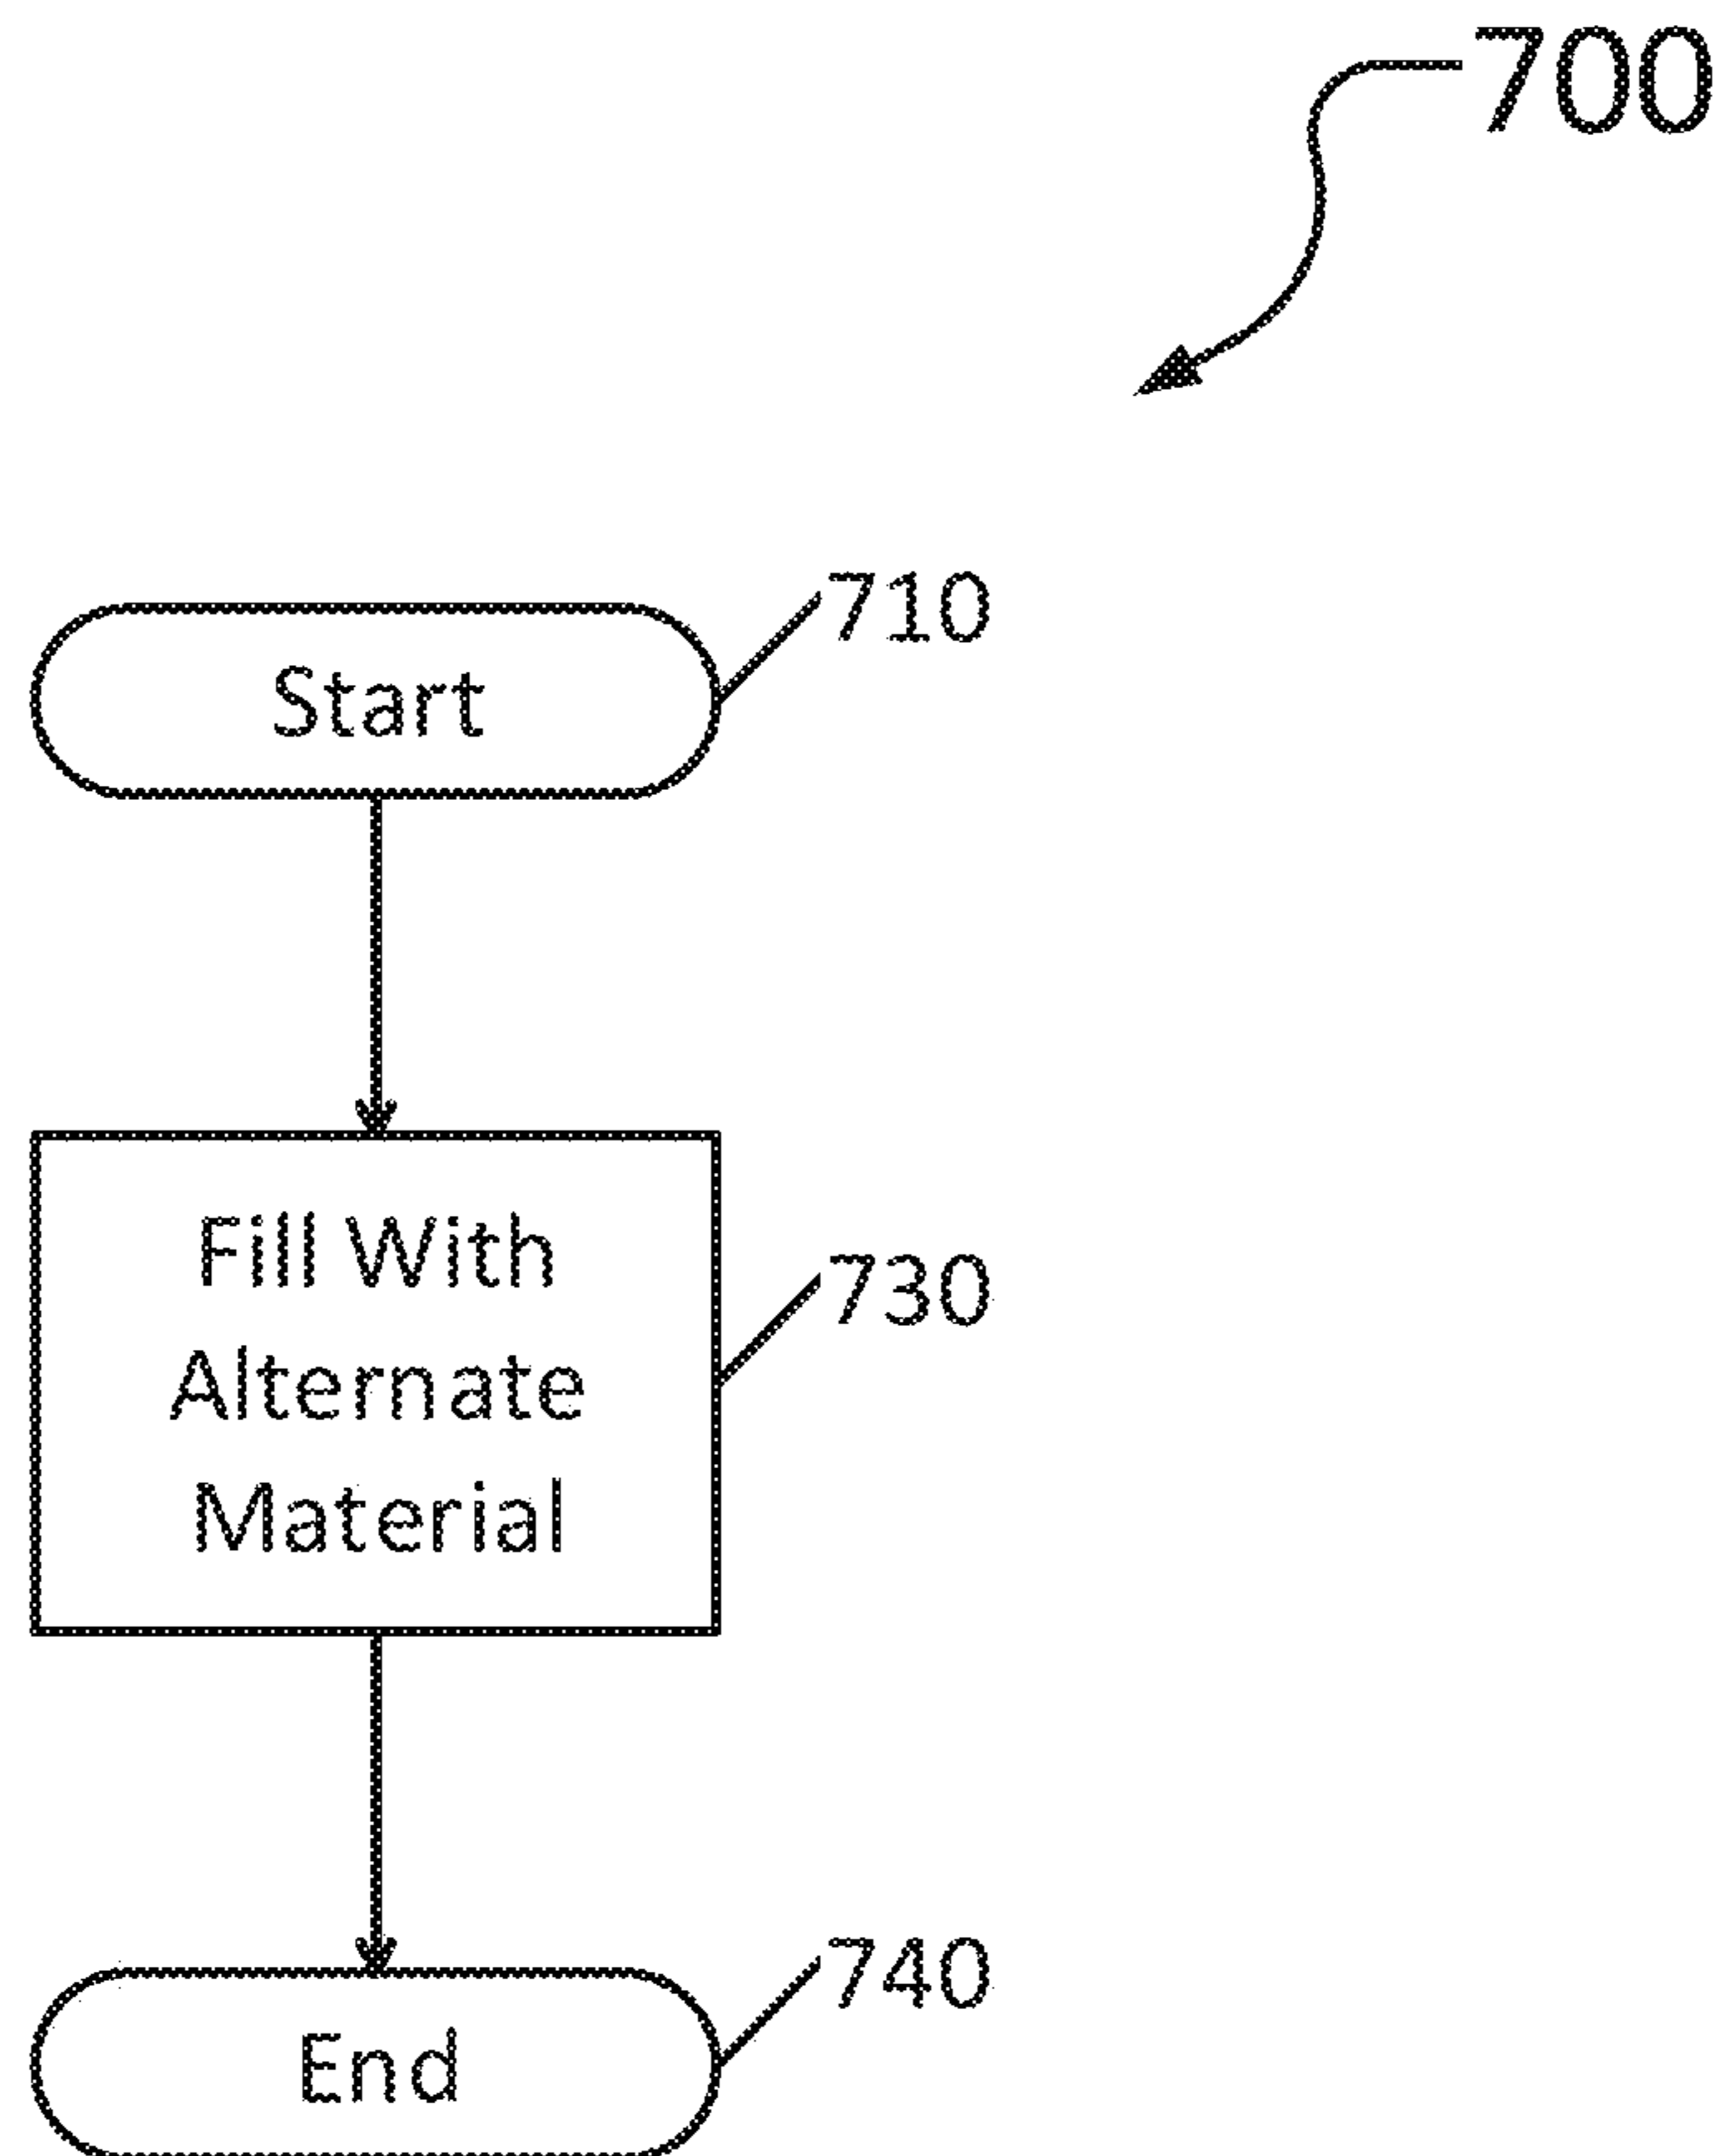 700
710
Start
Fill With
730
Alternate
Material
740
End